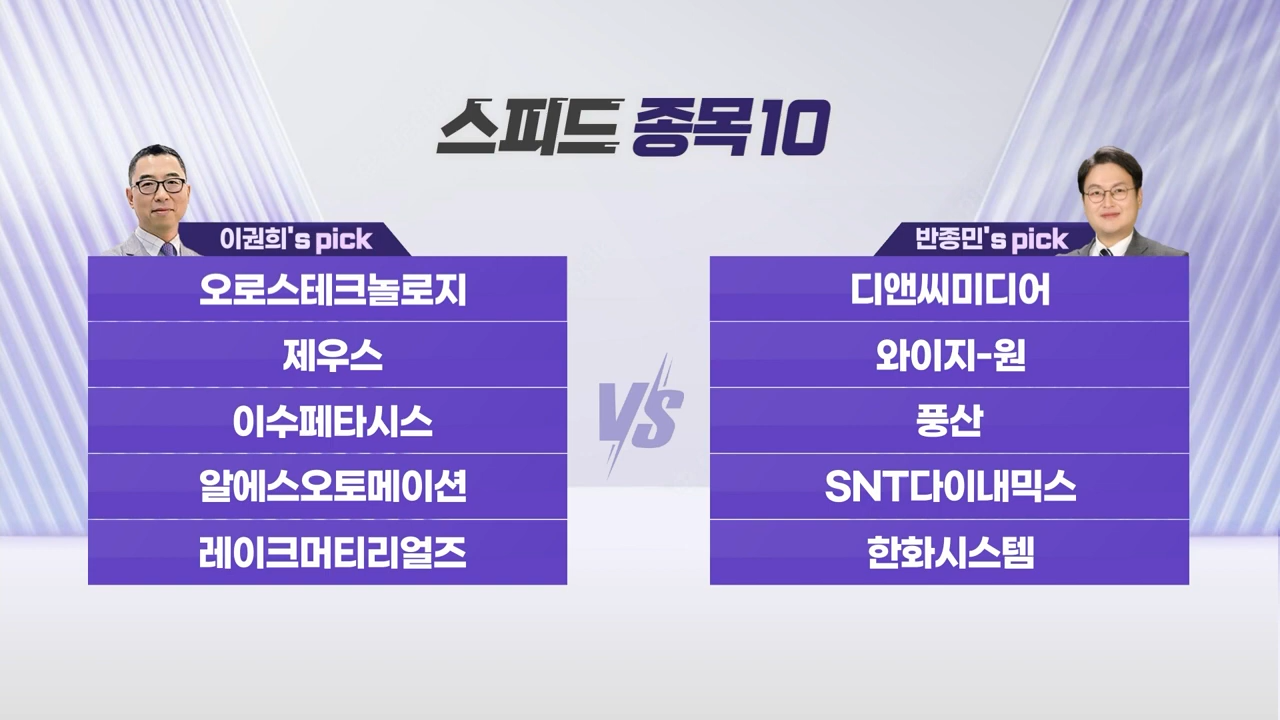 스피드 종목10
이권희's pick
오로스테크놀로지
제우스
이수페타시스
알에스오토메이션
레이크머티리얼즈
VS
반종민's pick
디앤씨미디어
와이지-원
풍산
SNT다이내믹스
한화시스템